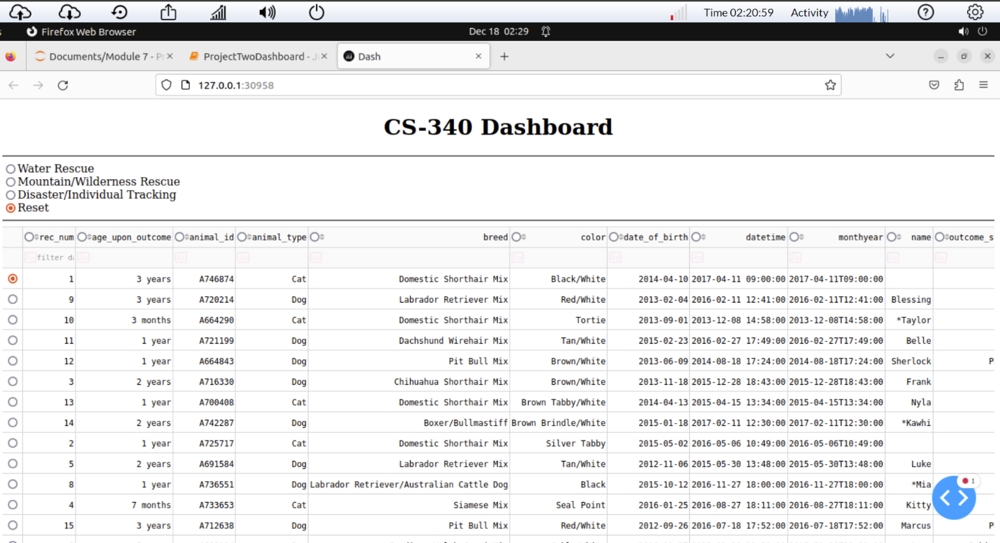 Time 02:20:59 Activity
Firefox Web Browser Dec 18 02:29
Documents/Module 7 - Pr ProjectTwoDashboard - J Dash
127.0.0.1:30958
CS-340 Dashboard
Water Rescue
Mountain/Wilderness Rescue
Disaster/Individual Tracking
Reset
rec_num age_upon_outcome animal_id animal_type breed color date_of_birth datetime monthyear name outcome_s
filter da
1 3 years A746874 Cat Domestic Shorthair Mix Black/White 2014-04-10 2017-04-11 09:00:00 2017-04-11T09:00:00
9 3 years A720214 Dog Labrador Retriever Mix Red/White 2013-02-04 2016-02-11 12:41:00 2016-02-11T12:41:00 Blessing
10 3 months A664290 Cat Domestic Shorthair Mix Tortie 2013-09-01 2013-12-08 14:58:00 2013-12-08T14:58:00 *Taylor
11 1 year A721199 Dog Dachshund Wirehair Mix Tan/White 2015-02-23 2016-02-27 17:49:00 2016-02-27T17:49:00 Belle
12 1 year A664843 Dog Pit Bull Mix Brown/White 2013-06-09 2014-08-18 17:24:00 2014-08-18T17:24:00 Sherlock P
3 2 years A716330 Dog Chihuahua Shorthair Mix Brown/White 2013-11-18 2015-12-28 18:43:00 2015-12-28T18:43:00 Frank
13 1 year A700408 Cat Domestic Shorthair Mix Brown Tabby/White 2014-04-13 2015-04-15 13:34:00 2015-04-15T13:34:00 Nyla
14 2 years A742287 Dog Boxer/Bullmastiff Brown Brindle/White 2015-01-18 2017-02-11 12:30:00 2017-02-11T12:30:00 *Kawhi
2 1 year A725717 Cat Domestic Shorthair Mix Silver Tabby 2015-05-02 2016-05-06 10:49:00 2016-05-06T10:49:00
5 2 years A691584 Dog Labrador Retriever Mix Tan/White 2012-11-06 2015-05-30 13:48:00 2015-05-30T13:48:00 Luke
8 1 year A736551 Dog Labrador Retriever/Australian Cattle Dog Black 2015-10-12 2016-11-27 18:00:00 2016-11-27T18:00:00 *Mia 1
4 7 months A733653 Cat Siamese Mix Seal Point 2016-01-25 2016-08-27 18:11:00 2016-08-27T18:11:00 Kitty
15 3 years A712638 Dog Pit Bull Mix Red/White 2012-09-26 2016-07-18 17:52:00 2016-07-18T17:52:00 Marcus P